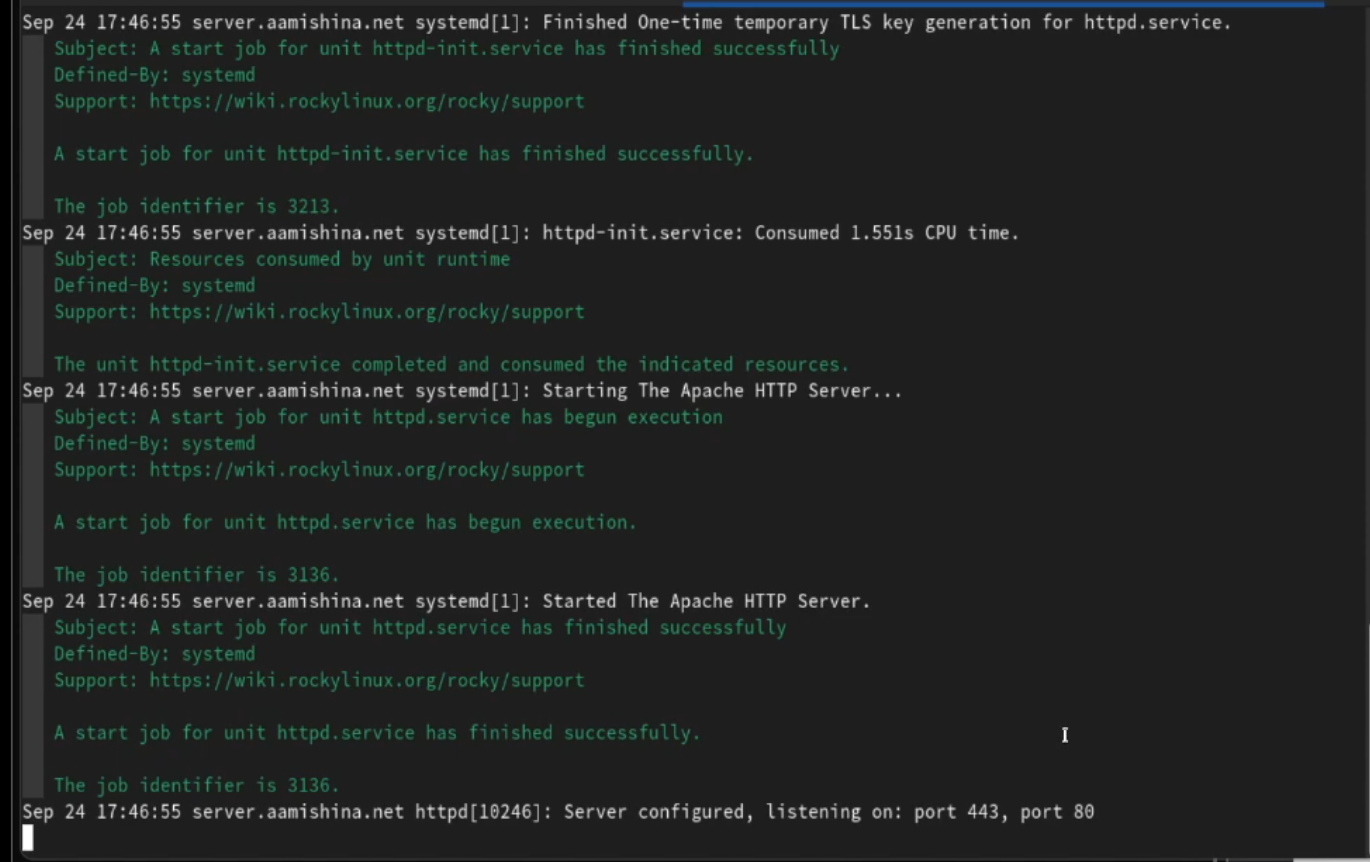 Sep 24 17:46:55 server.aamishina.net systemd[1]: Finished One-time temporary TLS key generation for httpd.service.
Subject: A start job for unit httpd-init.service has finished successfully
Defined-By: systemd
Support: https://wiki.rockylinux.org/rocky/support
A start job for unit httpd-init.service has finished successfully.
The job identifier is 3213.
Sep 24 17:46:55 server.aamishina.net systemd[1]: httpd-init.service: Consumed 1.551s CPU time.
Subject: Resources consumed by unit runtime
Defined-By: systemd
Support: https://wiki.rockylinux.org/rocky/support
The unit httpd-init.service completed and consumed the indicated resources.
Sep 24 17:46:55 server.aamishina.net systemd[1]: Starting The Apache HTTP Server...
Subject: A start job for unit httpd.service has begun execution
Defined-By: systemd
Support: https://wiki.rockylinux.org/rocky/support
A start job for unit httpd.service has begun execution.
The job identifier is 3136.
Sep 24 17:46:55 server.aamishina.net systemd[1]: Started The Apache HTTP Server.
Subject: A start job for unit httpd.service has finished successfully
Defined-By: systemd
Support: https://wiki.rockylinux.org/rocky/support
A start job for unit httpd.service has finished successfully.
The job identifier is 3136.
Sep 24 17:46:55 server.aamishina.net httpd[10246]: Server configured, listening on: port 443, port 80